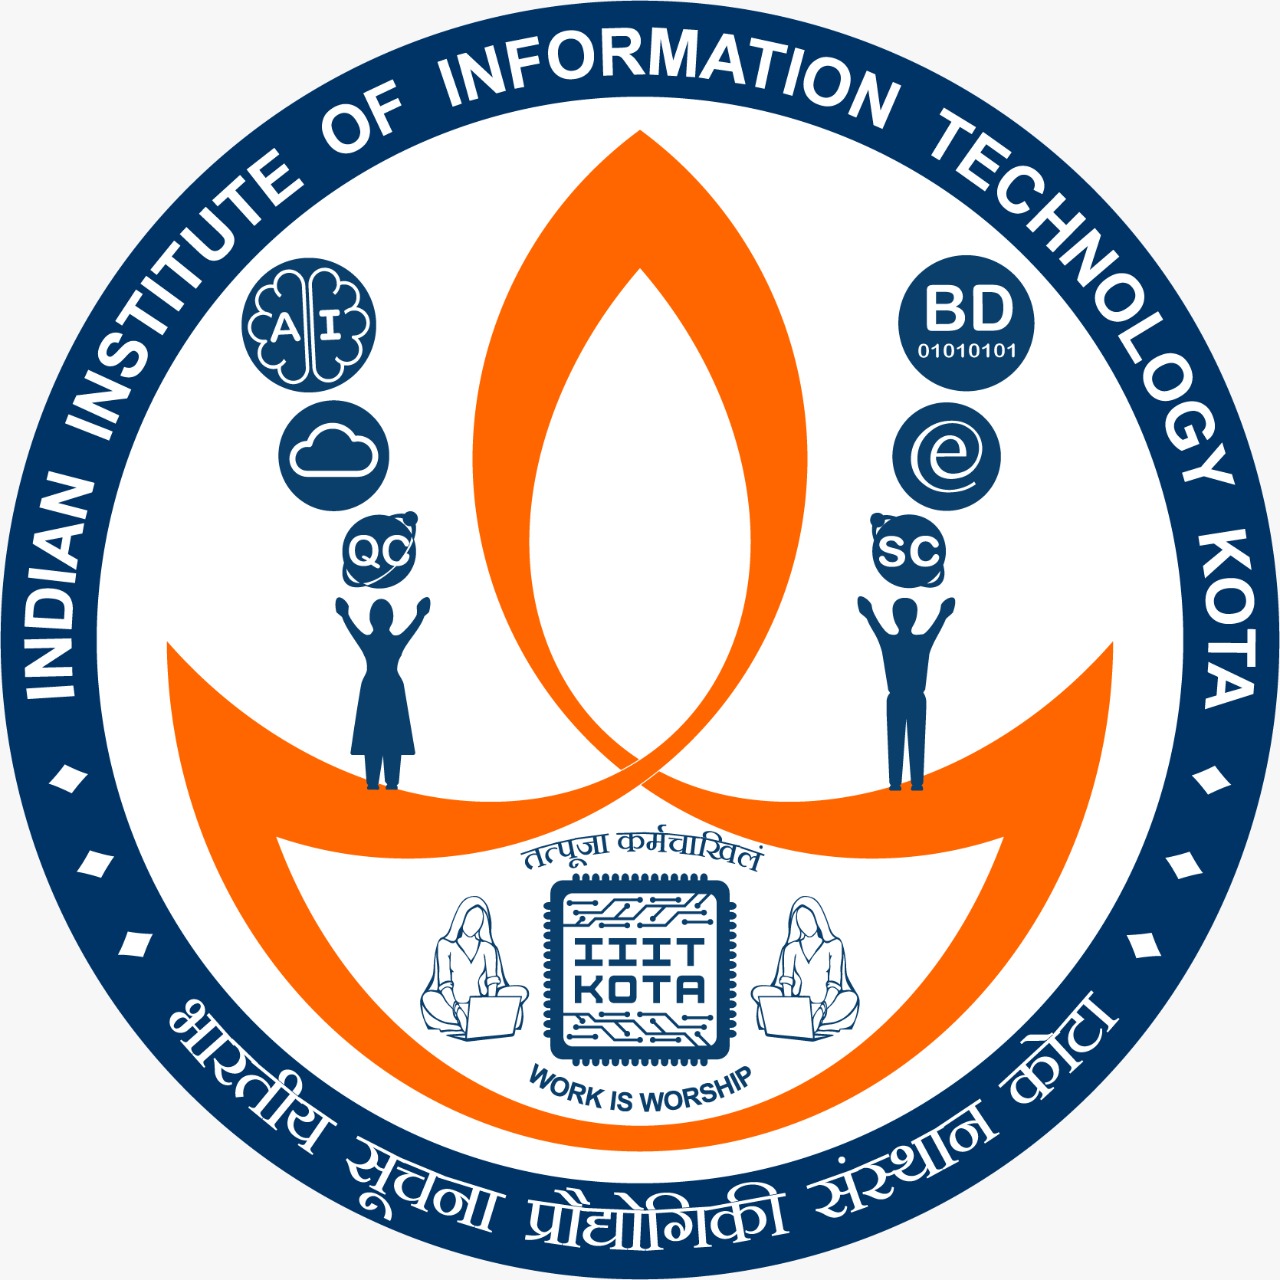 INDIAN INSTITUTE OF INFORMATION TECHNOLOGY KOTA
AI
BD
01010101
e
QC
SC
तत्पूजा कर्मचाखिलं
IIIT
KOTA
WORK IS WORSHIP
भारतीय सूचना प्रौद्योगिकी संस्थान कोटा